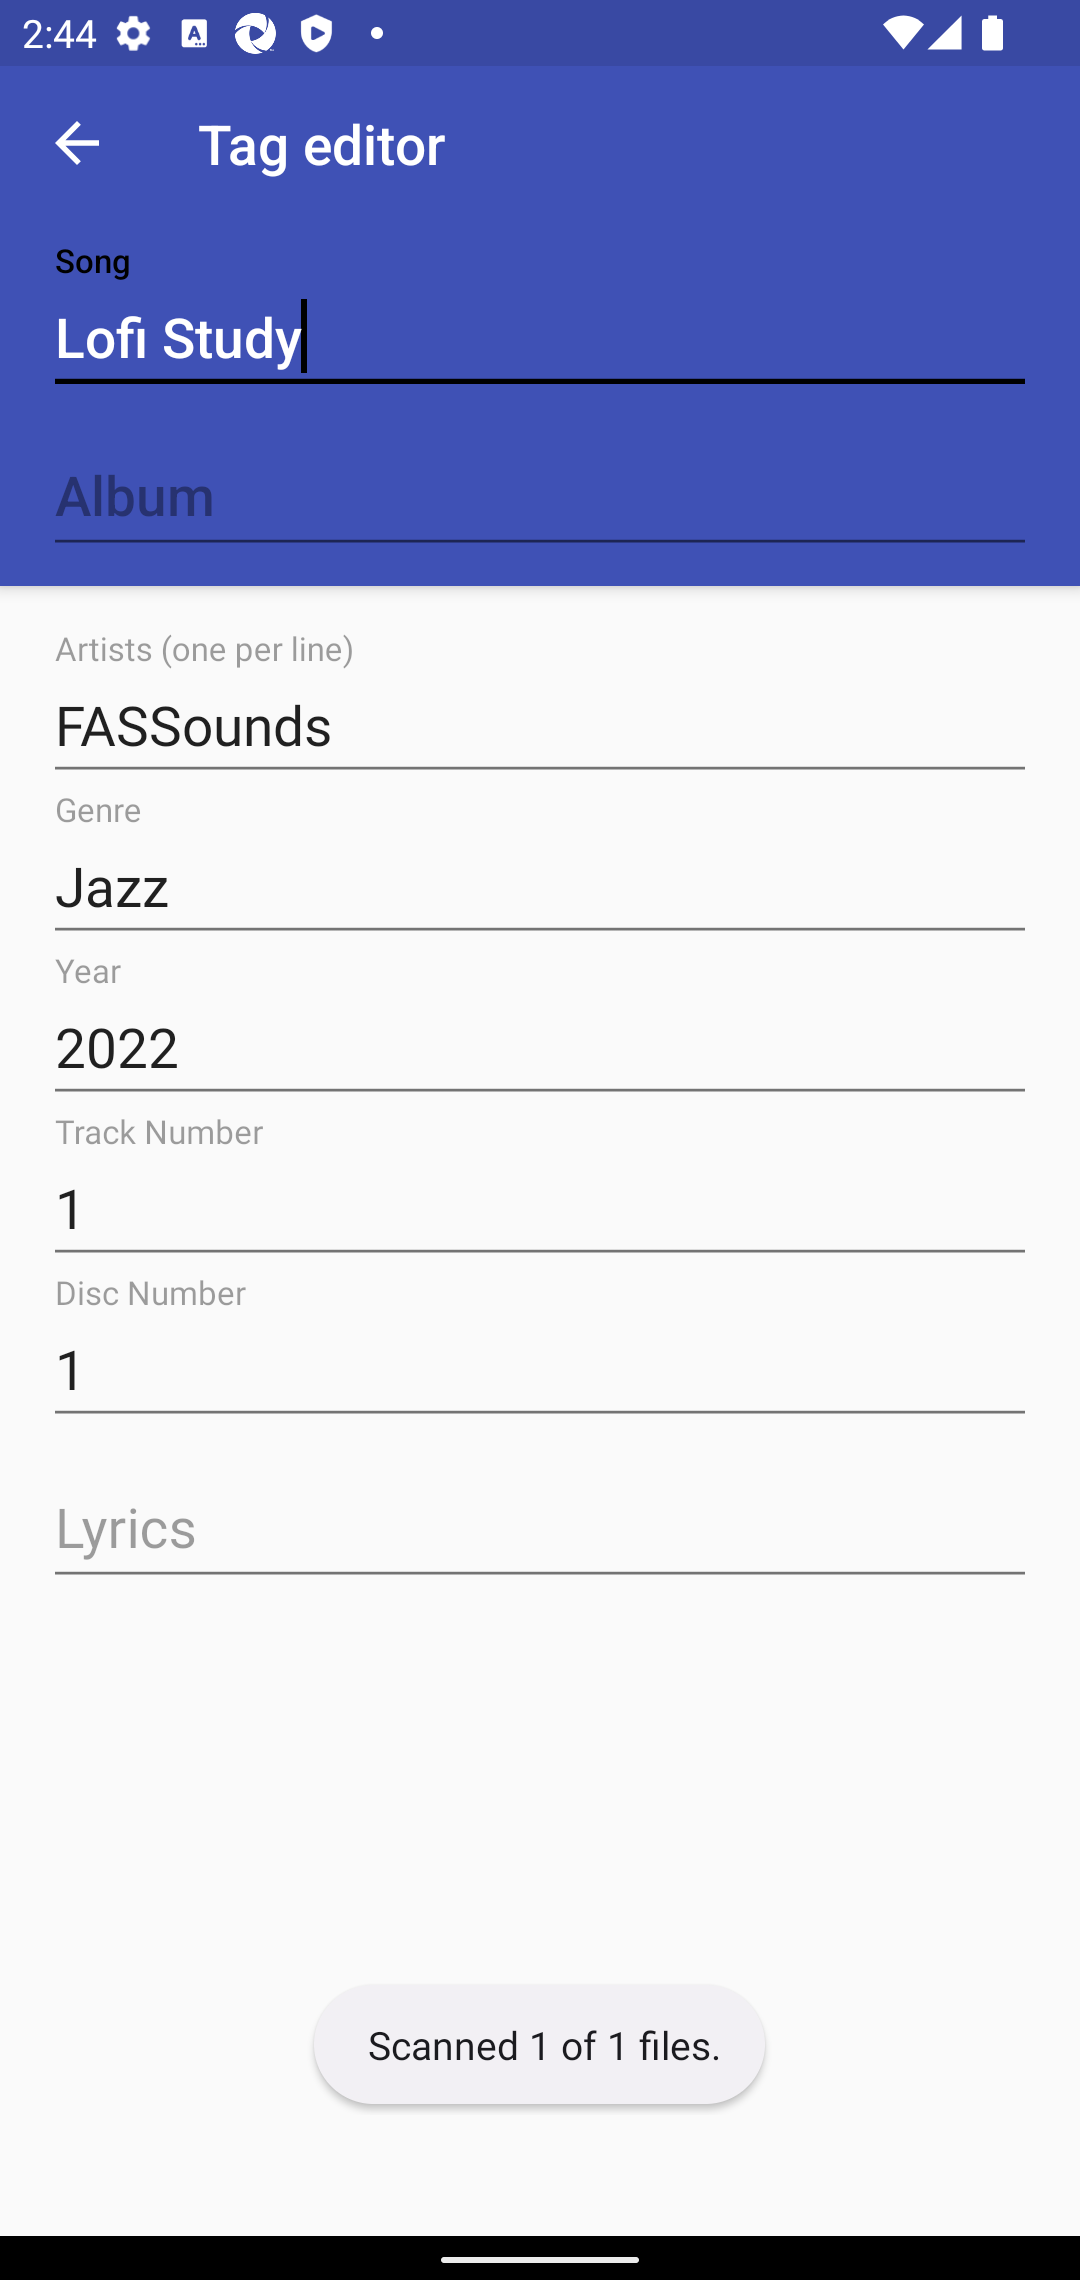 2:44
Tag editor
Song
Lofi Study
Album
Artists (one per line)
FASSounds
Genre
Jazz
Year
2022
Track Number
1
Disc Number
1
Lyrics
Scanned 1 of 1 files.